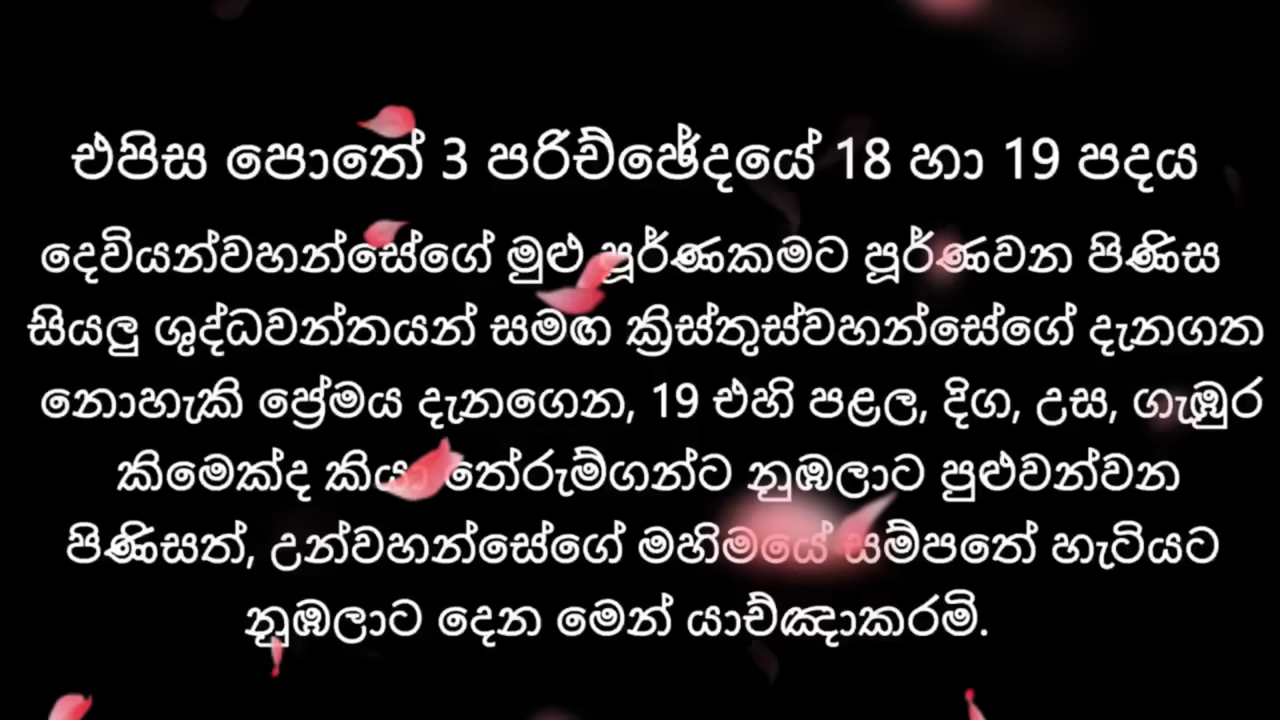 එපිස පොතේ 3 පරිච්ඡේදයේ 18 හා 19 පදය
දෙවියන්වහන්සේගේ මුළු පූර්ණකමට පූර්ණවන පිණිස
සියලු ශුද්ධවන්තයන් සමඟ ක්‍රිස්තුස්වහන්සේගේ දැනගත
නොහැකි ප්‍රේමය දැනගෙන, 19 එහි පළල, දිග, උස, ගැඹුර
කිමෙක්ද කියා තේරුම්ගන්ට නුඹලාට පුළුවන්වන
පිණිසත්, උන්වහන්සේගේ මහිමයේ සම්පතේ හැටියට
නුඹලාට දෙන මෙන් යාච්ඤාකරමි.